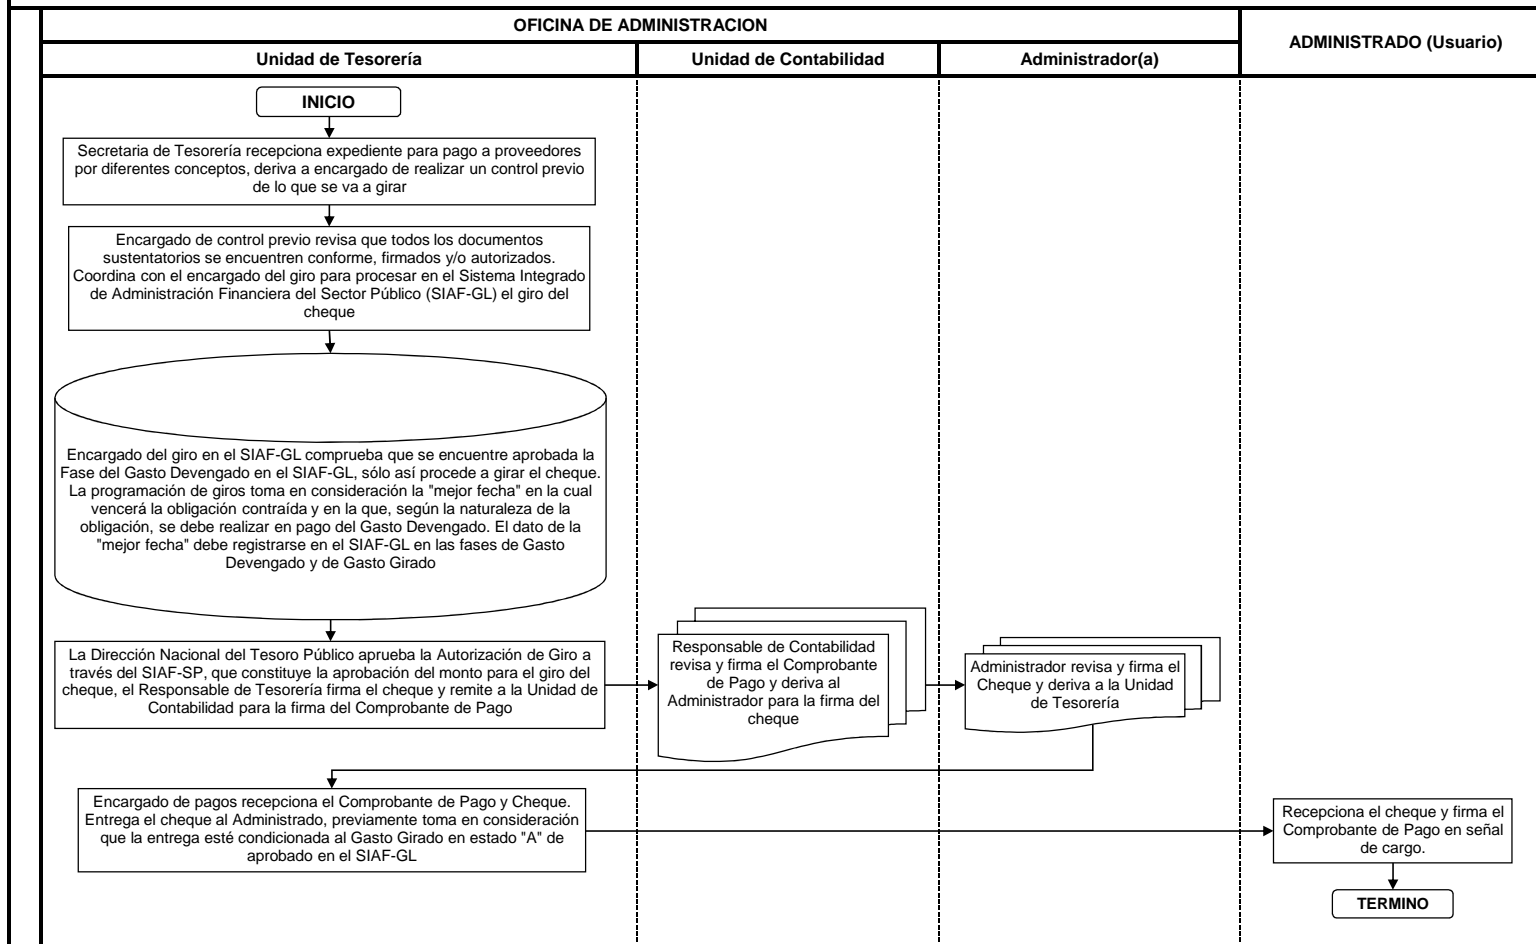 OFICINA DE ADMINISTRACION
ADMINISTRADO (Usuario)
Unidad de Tesorería
Unidad de Contabilidad
Administrador(a)
INICIO
Secretaria de Tesorería recepciona expediente para pago a proveedores
por diferentes conceptos, deriva a encargado de realizar un control previo
de lo que se va a girar
Encargado de control previo revisa que todos los documentos
sustentatorios se encuentren conforme, firmados y/o autorizados.
Coordina con el encargado del giro para procesar en el Sistema Integrado
de Administración Financiera del Sector Público (SIAF-GL) el giro del
cheque
Encargado del giro en el SIAF-GL comprueba que se encuentre aprobada la
Fase del Gasto Devengado en el SIAF-GL, sólo así procede a girar el cheque.
La programación de giros toma en consideración la "mejor fecha" en la cual
vencerá la obligación contraída y en la que, según la naturaleza de la
obligación, se debe realizar en pago del Gasto Devengado. El dato de la
"mejor fecha" debe registrarse en el SIAF-GL en las fases de Gasto
Devengado y de Gasto Girado
La Dirección Nacional del Tesoro Público aprueba la Autorización de Giro a
través del SIAF-SP, que constituye la aprobación del monto para el giro del
cheque, el Responsable de Tesorería firma el cheque y remite a la Unidad de
Contabilidad para la firma del Comprobante de Pago
Responsable de Contabilidad
revisa y firma el Comprobante
de Pago y deriva al
Administrador para la firma del
cheque
Administrador revisa y firma el
Cheque y deriva a la Unidad
de Tesorería
Encargado de pagos recepciona el Comprobante de Pago y Cheque.
Entrega el cheque al Administrado, previamente toma en consideración
que la entrega esté condicionada al Gasto Girado en estado "A" de
aprobado en el SIAF-GL
Recepciona el cheque y firma el
Comprobante de Pago en señal
de cargo.
TERMINO